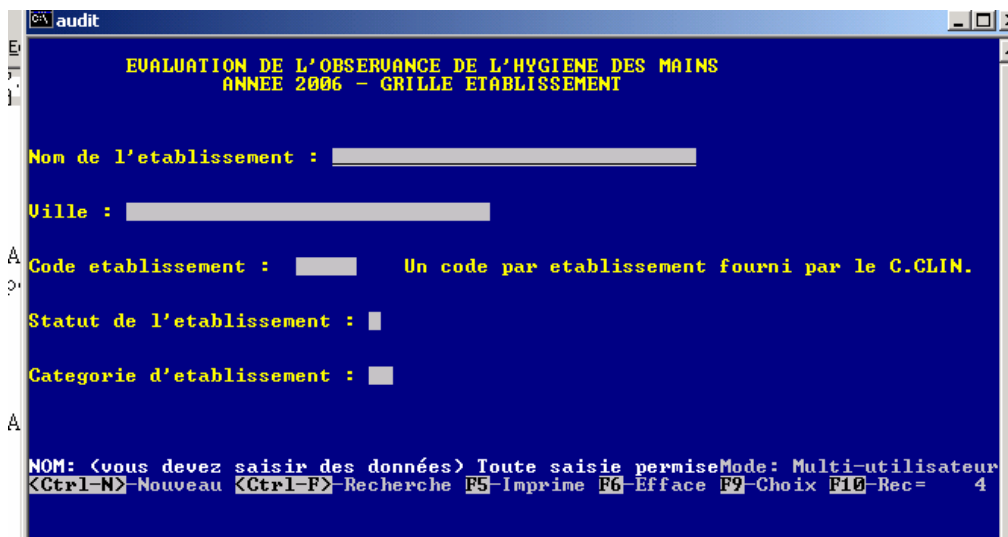 audit
EVALUATION DE L'OBSERVANCE DE L'HYGIENE DES MAINS
ANNEE 2006 - GRILLE ETABLISSEMENT
Nom de l'etablissement :
Ville :
Code etablissement : Un code par etablissement fourni par le C.CLIN.
Statut de l'etablissement :
Categorie d'etablissement :
NOM: (vous devez saisir des données) Toute saisie permiseMode: Multi-utilisateur
<Ctrl-N>-Nouveau <Ctrl-F>-Recherche F5-Imprime F6-Efface F9-Choix F10-Rec= 4